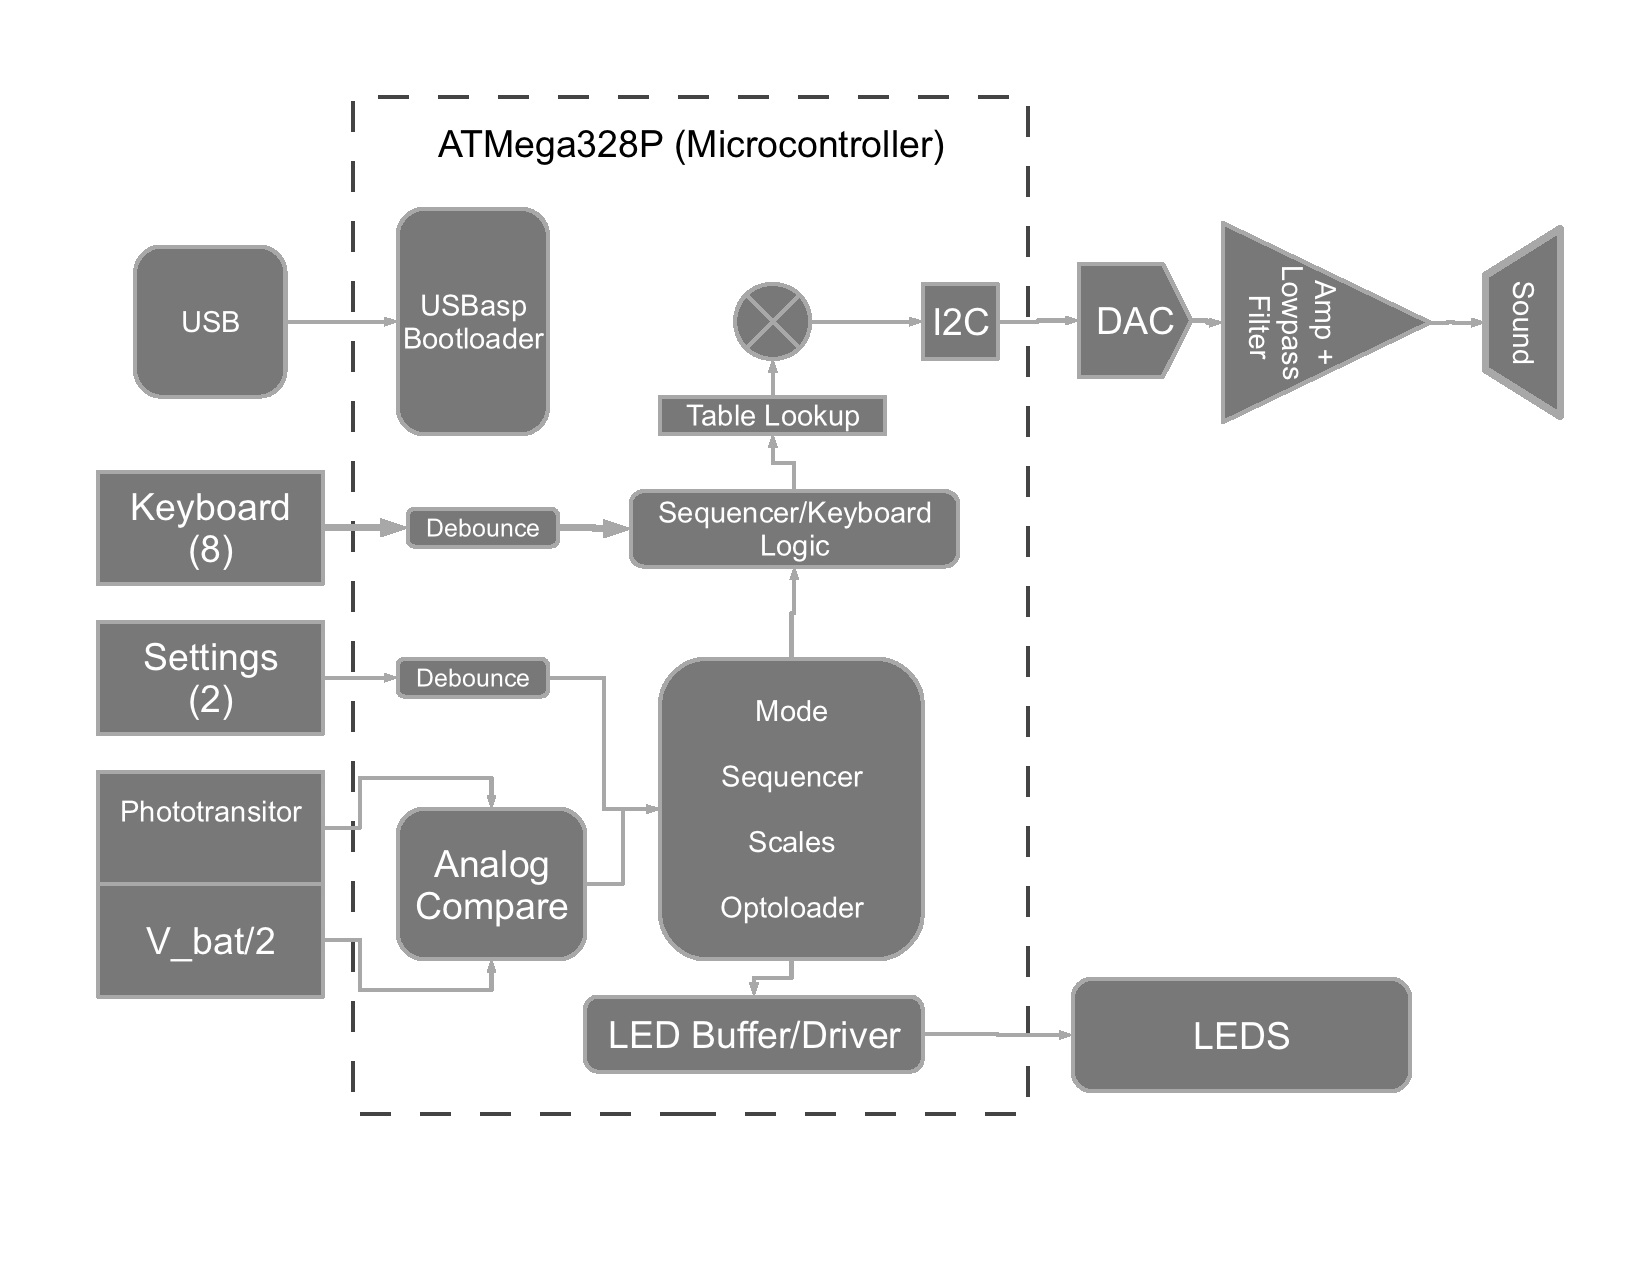 ATMega328P (Microcontroller)
USB
USBasp
Bootloader
I2C
DAC
Amp +
Lowpass
Filter
Sound
Table Lookup
Keyboard
(8)
Debounce
Sequencer/Keyboard
Logic
Settings
(2)
Debounce
Mode
Sequencer
Scales
Optoloader
Phototransitor
V_bat/2
Analog
Compare
LED Buffer/Driver
LEDS